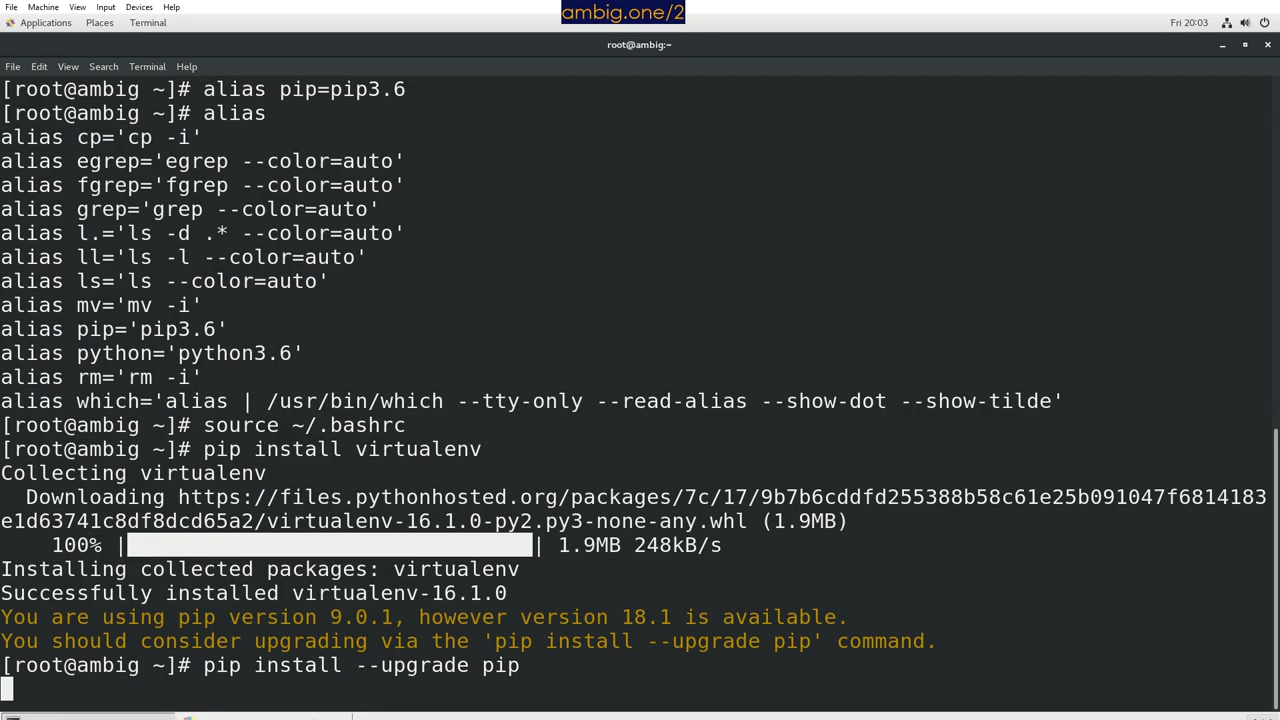 File Machine View Input Devices Help
ambig.one/2
Applications Places Terminal Fri 20:03
root@ambig:~
File Edit View Search Terminal Help
[root@ambig ~]# alias pip=pip3.6
[root@ambig ~]# alias
alias cp='cp -i'
alias egrep='egrep --color=auto'
alias fgrep='fgrep --color=auto'
alias grep='grep --color=auto'
alias l.='ls -d .* --color=auto'
alias ll='ls -l --color=auto'
alias ls='ls --color=auto'
alias mv='mv -i'
alias pip='pip3.6'
alias python='python3.6'
alias rm='rm -i'
alias which='alias | /usr/bin/which --tty-only --read-alias --show-dot --show-tilde'
[root@ambig ~]# source ~/.bashrc
[root@ambig ~]# pip install virtualenv
Collecting virtualenv
  Downloading https://files.pythonhosted.org/packages/7c/17/9b7b6cddfd255388b58c61e25b091047f6814183
e1d63741c8df8dcd65a2/virtualenv-16.1.0-py2.py3-none-any.whl (1.9MB)
    100% |████████████████████████████████| 1.9MB 248kB/s
Installing collected packages: virtualenv
Successfully installed virtualenv-16.1.0
You are using pip version 9.0.1, however version 18.1 is available.
You should consider upgrading via the 'pip install --upgrade pip' command.
[root@ambig ~]# pip install --upgrade pip